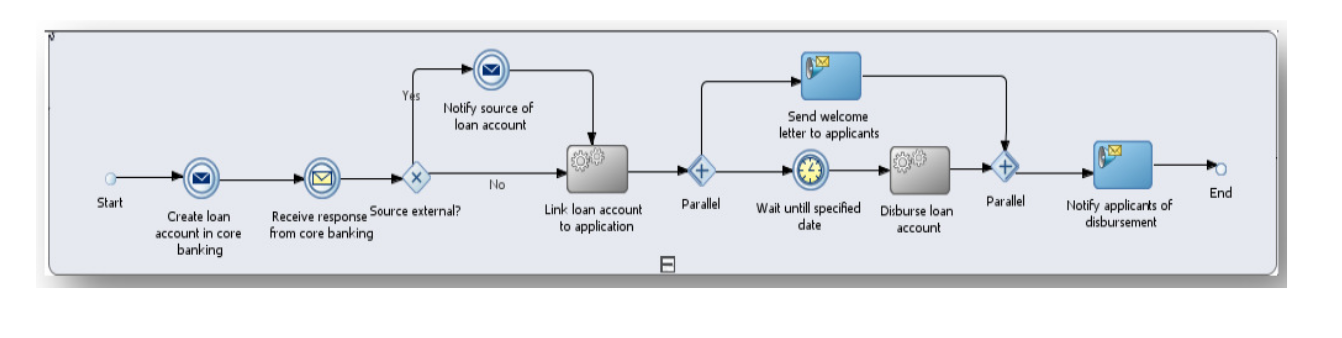 Start
Create loan
account in core
banking
Receive response
from core banking
Source external?
Yes
No
Notify source of
loan account
Link loan account
to application
Parallel
Send welcome
letter to applicants
Wait untill specified
date
Disburse loan
account
Parallel
Notify applicants of
disbursement
End